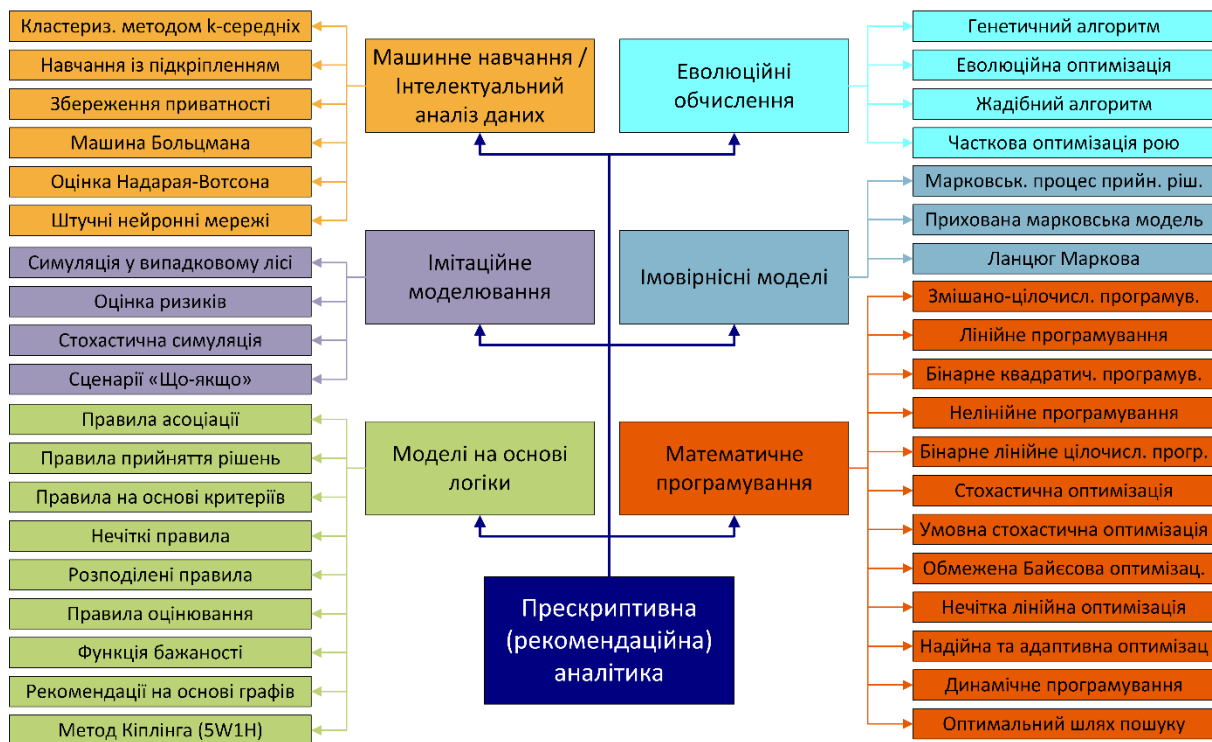 Кластериз. методом k-середніх
Навчання із підкріпленням
Збереження приватності
Машина Больцмана
Оцінка Надарая-Вотсона
Штучні нейронні мережі
Машинне навчання /
Інтелектуальний
аналіз даних
Еволюційні
обчислення
Генетичний алгоритм
Еволюційна оптимізація
Жадібний алгоритм
Часткова оптимізація рою
Симуляція у випадковому лісі
Оцінка ризиків
Стохастична симуляція
Сценарії «Що-якщо»
Імітаційне
моделювання
Імовірнісні моделі
Марковськ. процес прийн. ріш.
Прихована марковська модель
Ланцюг Маркова
Правила асоціації
Правила прийняття рішень
Правила на основі критеріїв
Нечіткі правила
Розподілені правила
Правила оцінювання
Функція бажаності
Рекомендації на основі графів
Метод Кіплінга (5W1H)
Моделі на основі
логіки
Математичне
програмування
Змішано-цілочисл. програмув.
Лінійне програмування
Бінарне квадратич. програмув.
Нелінійне програмування
Бінарне лінійне цілочисл. прогр.
Стохастична оптимізація
Умовна стохастична оптимізація
Обмежена Байєсова оптимізац.
Нечітка лінійна оптимізація
Надійна та адаптивна оптимізац
Динамічне програмування
Оптимальний шлях пошуку
Прескриптивна
(рекомендаційна)
аналітика